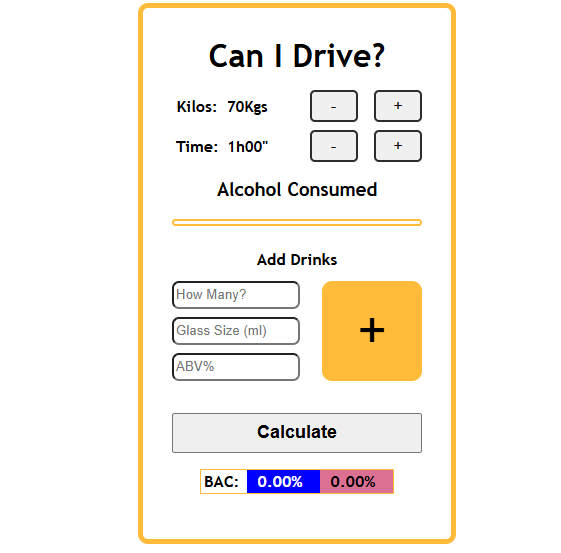 Can I Drive?
Kilos: 70Kgs - +
Time: 1h00" - +
Alcohol Consumed
Add Drinks
How Many?
Glass Size (ml)
ABV%
+
Calculate
BAC: 0.00% 0.00%